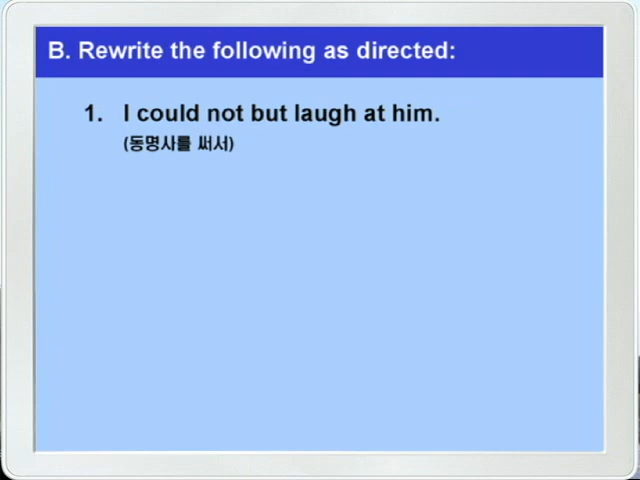 B. Rewrite the following as directed:
1. I could not but laugh at him.
(동명사를 써서)